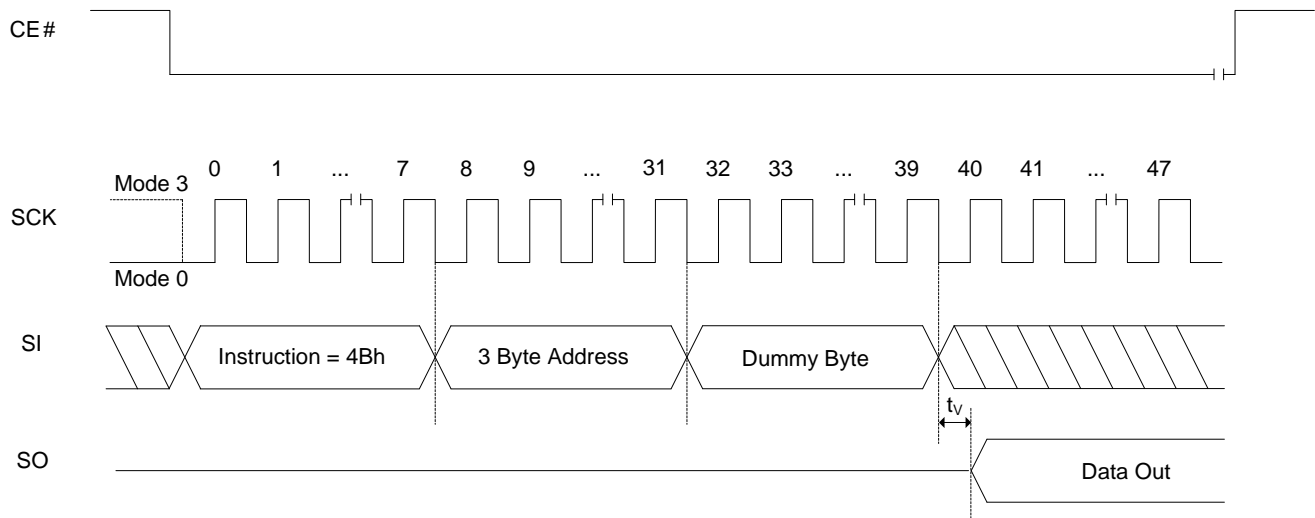 CE#
0 1 ... 7 8 9 ... 31 32 33 ... 39 40 41 ... 47
Mode 3
SCK
Mode 0
SI
Instruction = 4Bh
3 Byte Address
Dummy Byte
tV
SO
Data Out